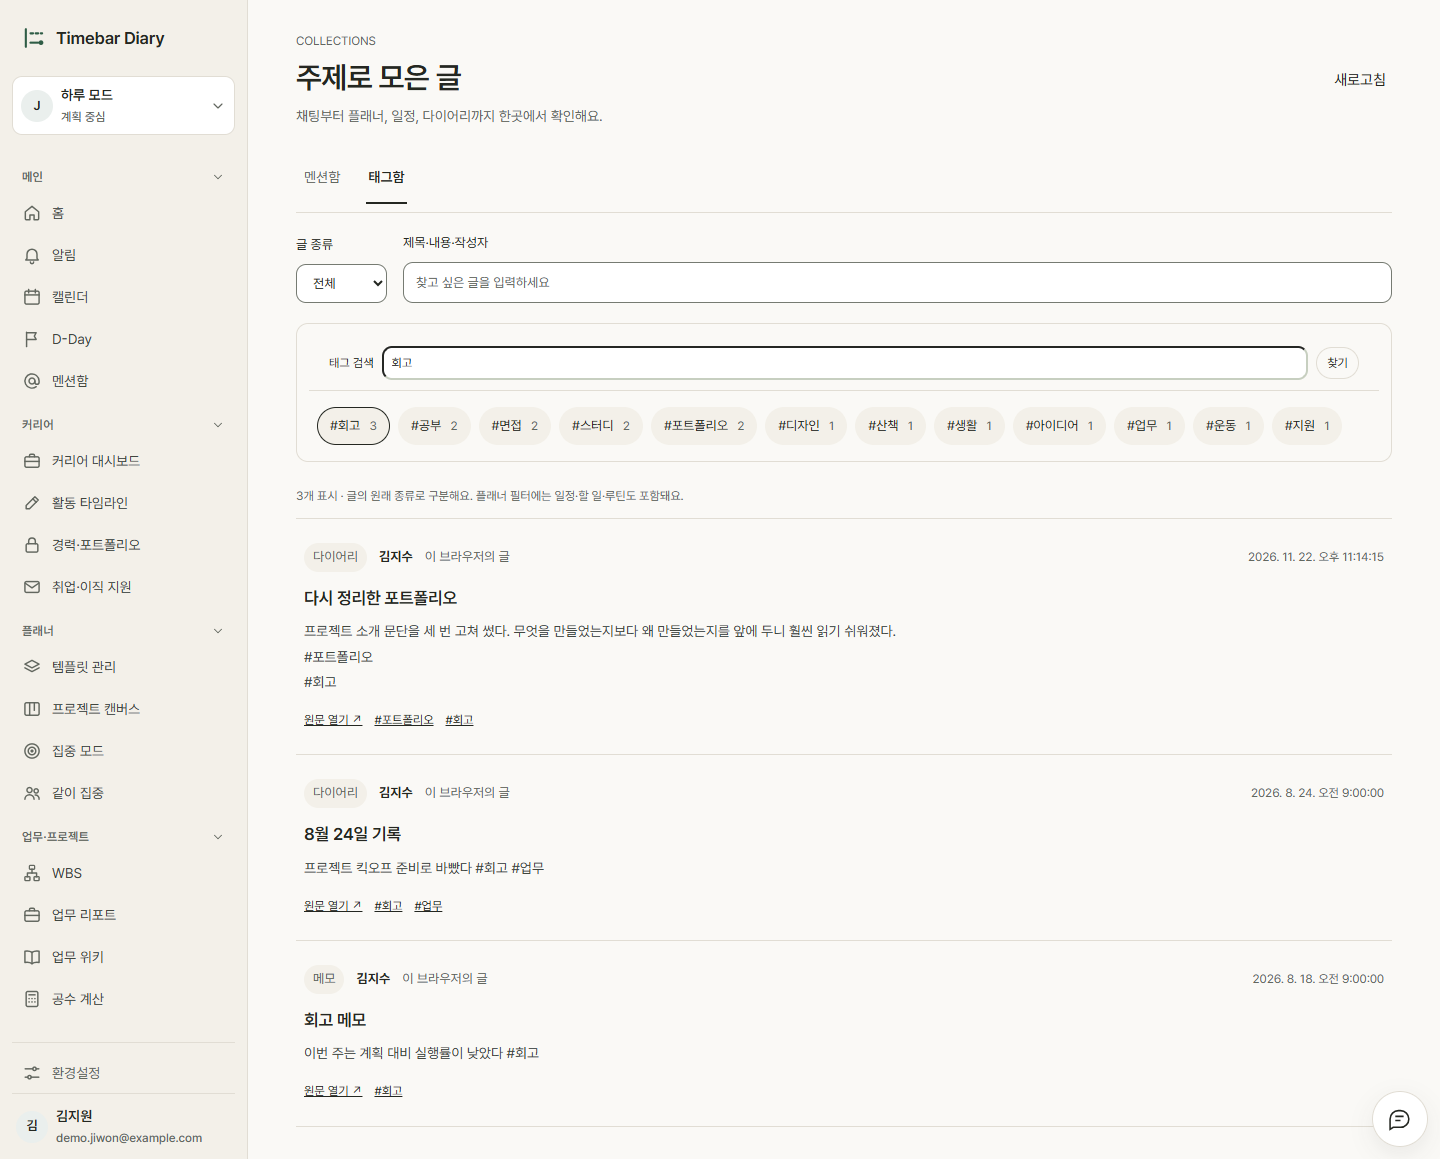 Timebar Diary
J
하루 모드
계획 중심
메인
홈
알림
캘린더
D-Day
멘션함
커리어
커리어 대시보드
활동 타임라인
경력·포트폴리오
취업·이직 지원
플래너
템플릿 관리
프로젝트 캔버스
집중 모드
같이 집중
업무·프로젝트
WBS
업무 리포트
업무 위키
공수 계산
환경설정
김
김지원
demo.jiwon@example.com
COLLECTIONS
주제로 모은 글
새로고침
채팅부터 플래너, 일정, 다이어리까지 한곳에서 확인해요.
멘션함 태그함
글 종류 제목·내용·작성자
전체 찾고 싶은 글을 입력하세요
태그 검색 회고 찾기
#회고 3 #공부 2 #면접 2 #스터디 2 #포트폴리오 2 #디자인 1 #산책 1 #생활 1 #아이디어 1 #업무 1 #운동 1 #지원 1
3개 표시 · 글의 원래 종류로 구분해요. 플래너 필터에는 일정·할 일·루틴도 포함돼요.
다이어리 김지수 이 브라우저의 글 2026. 11. 22. 오후 11:14:15
다시 정리한 포트폴리오
프로젝트 소개 문단을 세 번 고쳐 썼다. 무엇을 만들었는지보다 왜 만들었는지를 앞에 두니 훨씬 읽기 쉬워졌다.
#포트폴리오
#회고
원문 열기 ↗ #포트폴리오 #회고
다이어리 김지수 이 브라우저의 글 2026. 8. 24. 오전 9:00:00
8월 24일 기록
프로젝트 킥오프 준비로 바빴다 #회고 #업무
원문 열기 ↗ #회고 #업무
메모 김지수 이 브라우저의 글 2026. 8. 18. 오전 9:00:00
회고 메모
이번 주는 계획 대비 실행률이 낮았다 #회고
원문 열기 ↗ #회고